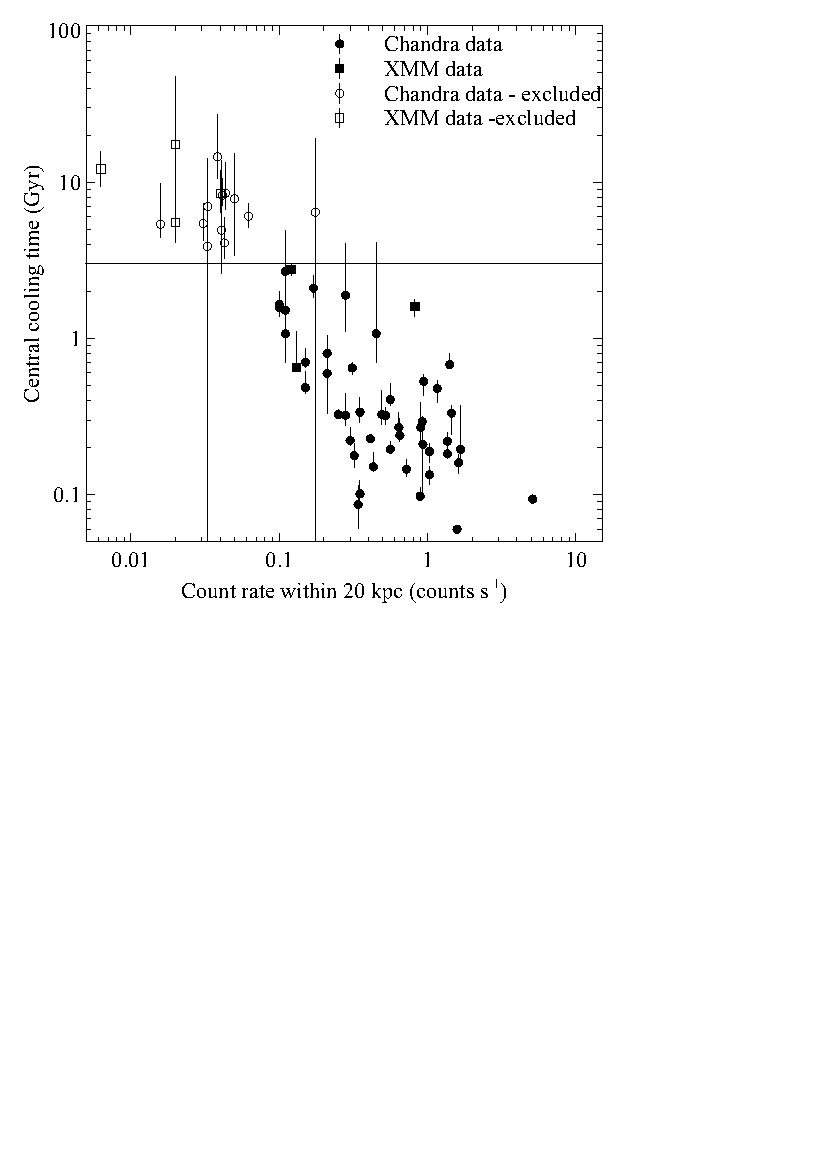 100
10
1
0.1
Central cooling time (Gyr)
Chandra data
XMM data
Chandra data - excluded
XMM data -excluded
0.01
0.1
1
10
Count rate within 20 kpc (counts s⁻¹)